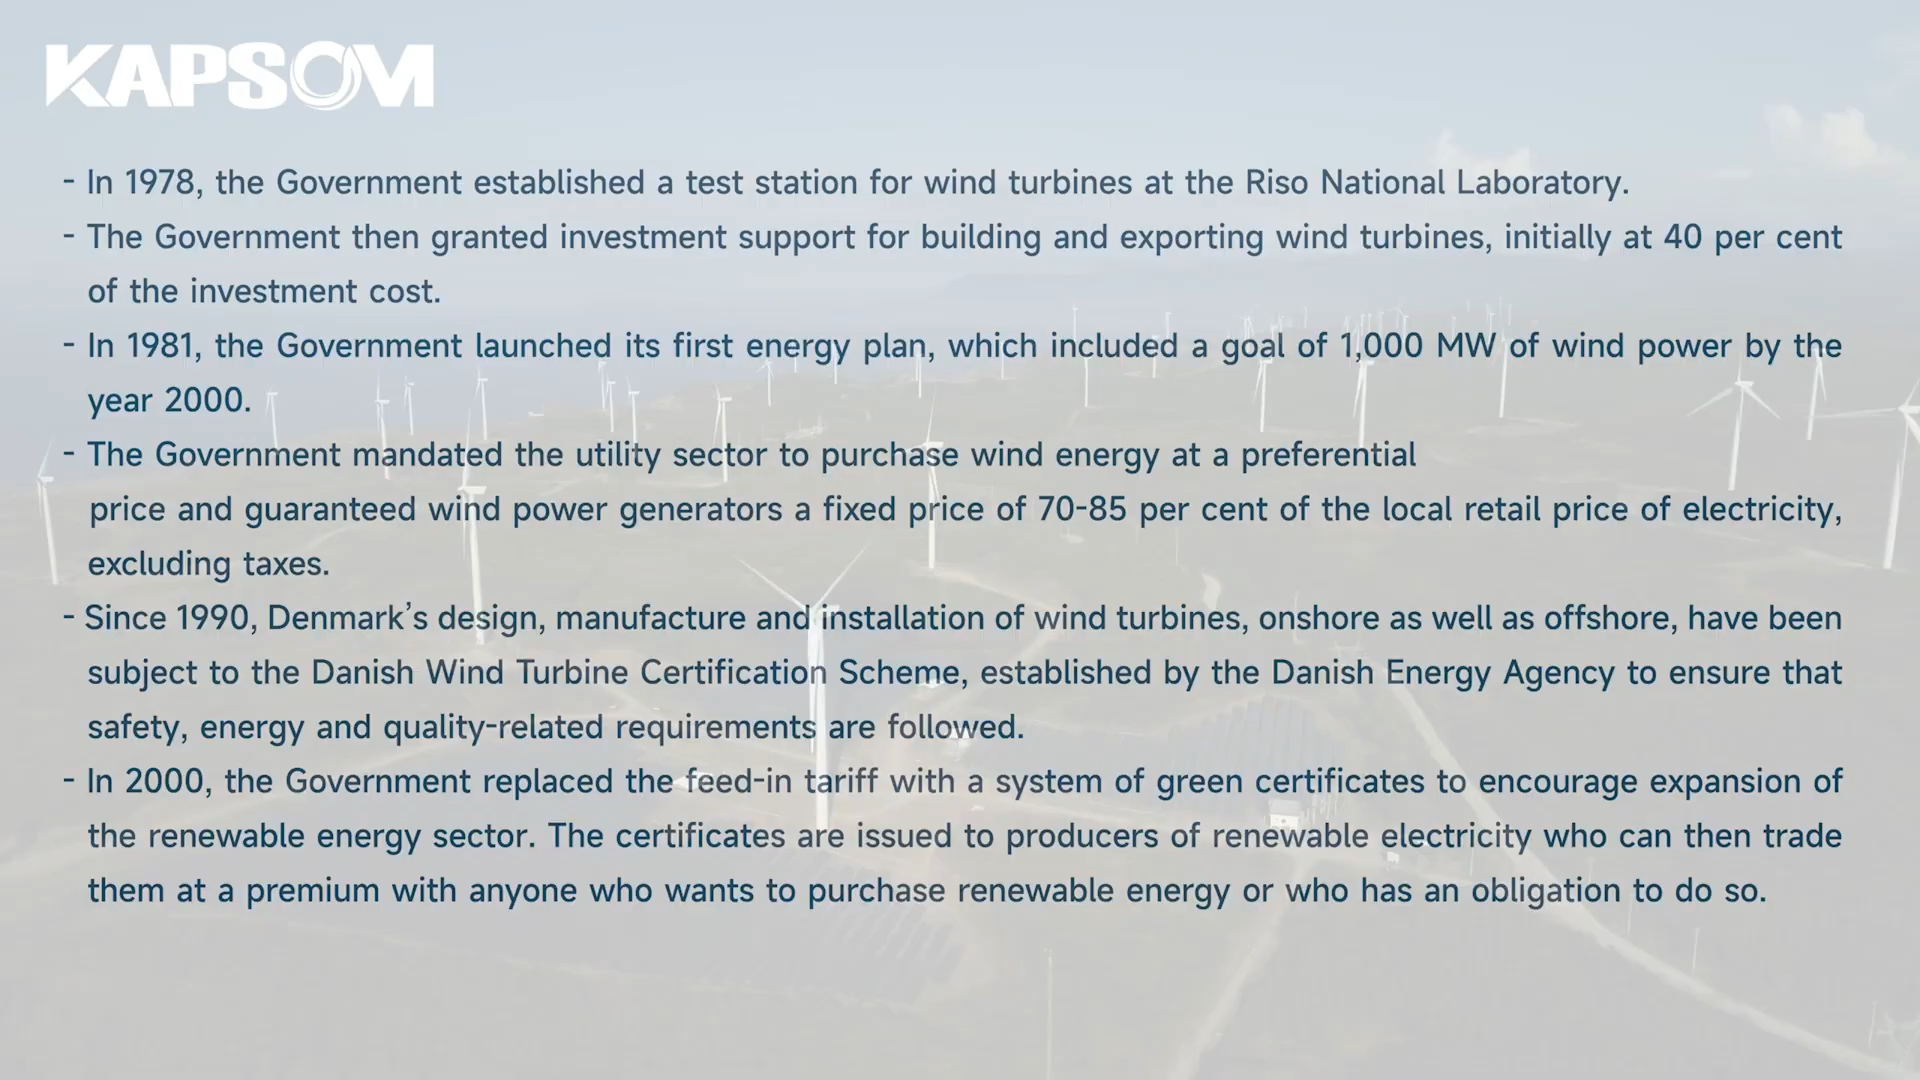 KAPSOM
- In 1978, the Government established a test station for wind turbines at the Riso National Laboratory.
- The Government then granted investment support for building and exporting wind turbines, initially at 40 per cent
of the investment cost.
- In 1981, the Government launched its first energy plan, which included a goal of 1,000 MW of wind power by the
year 2000.
- The Government mandated the utility sector to purchase wind energy at a preferential
price and guaranteed wind power generators a fixed price of 70-85 per cent of the local retail price of electricity,
excluding taxes.
- Since 1990, Denmark’s design, manufacture and installation of wind turbines, onshore as well as offshore, have been
subject to the Danish Wind Turbine Certification Scheme, established by the Danish Energy Agency to ensure that
safety, energy and quality-related requirements are followed.
- In 2000, the Government replaced the feed-in tariff with a system of green certificates to encourage expansion of
the renewable energy sector. The certificates are issued to producers of renewable electricity who can then trade
them at a premium with anyone who wants to purchase renewable energy or who has an obligation to do so.